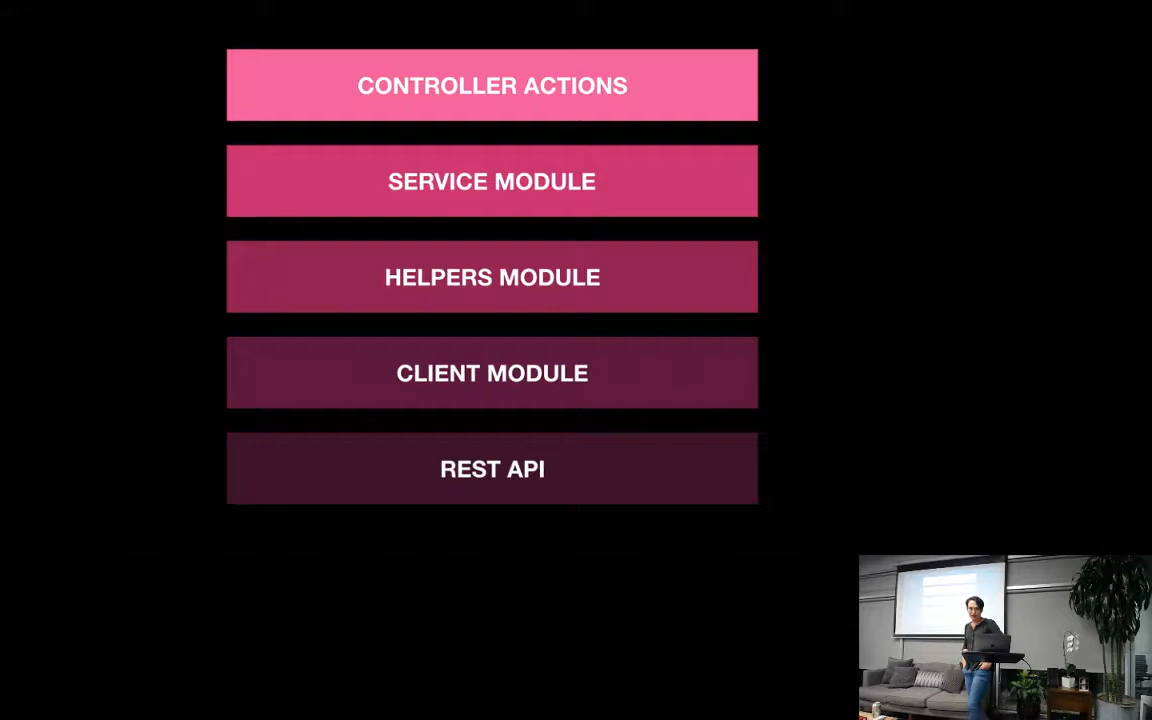 CONTROLLER ACTIONS
SERVICE MODULE
HELPERS MODULE
CLIENT MODULE
REST API